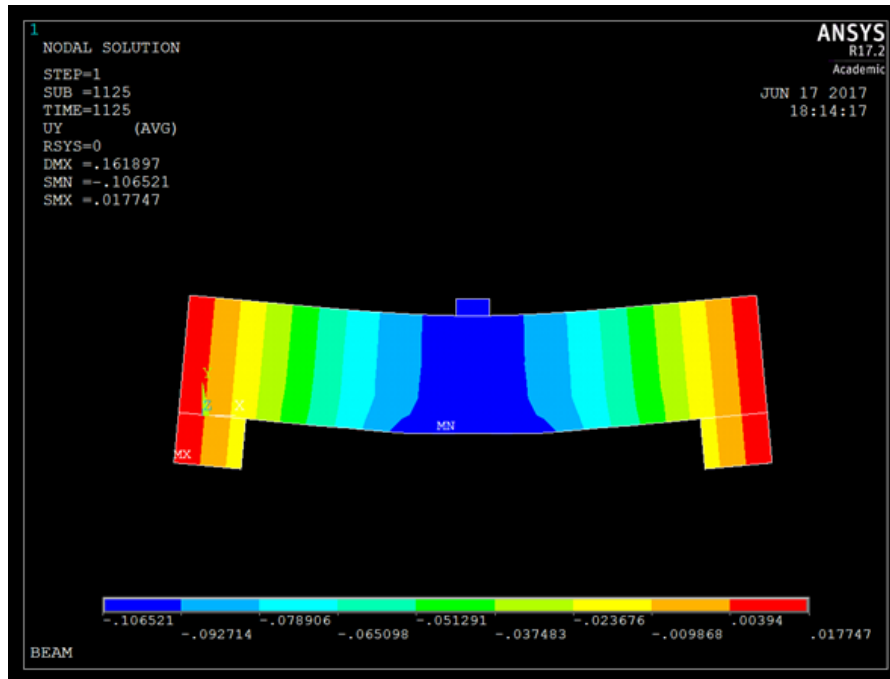 1
NODAL SOLUTION
STEP=1
SUB =1125
TIME=1125
UY (AVG)
RSYS=0
DMX =.161897
SMN =-.106521
SMX =.017747
ANSYS
R17.2
Academic
JUN 17 2017
18:14:17
Y
Z X
MN
MX
-.106521 -.078906 -.051291 -.023676 .00394
-.092714 -.065098 -.037483 -.009868 .017747
BEAM